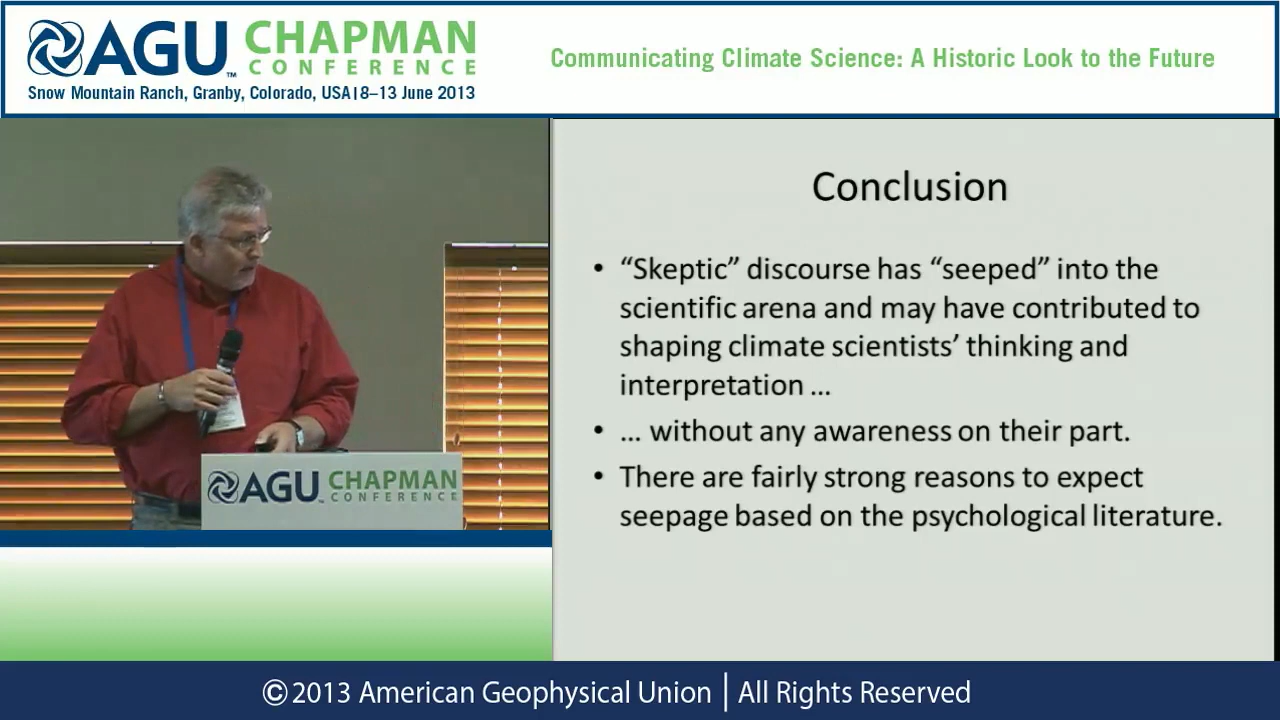 AGU™ CHAPMAN
CONFERENCE
Snow Mountain Ranch, Granby, Colorado, USA|8–13 June 2013
Communicating Climate Science: A Historic Look to the Future
Conclusion
• “Skeptic” discourse has “seeped” into the
scientific arena and may have contributed to
shaping climate scientists’ thinking and
interpretation …
• … without any awareness on their part.
• There are fairly strong reasons to expect
seepage based on the psychological literature.
AGU CHAPMAN
CONFERENCE
©2013 American Geophysical Union | All Rights Reserved